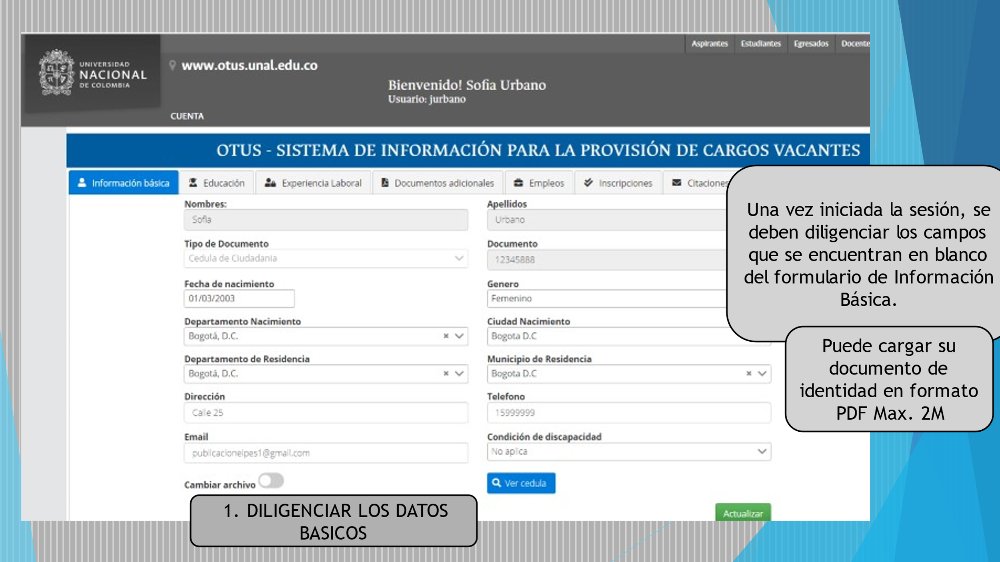 Aspirantes Estudiantes Egresados Docente
UNIVERSIDAD
NACIONAL
DE COLOMBIA
www.otus.unal.edu.co
Bienvenido! Sofia Urbano
Usuario: jurbano
CUENTA
OTUS - SISTEMA DE INFORMACIÓN PARA LA PROVISIÓN DE CARGOS VACANTES
Información básica Educación Experiencia Laboral Documentos adicionales Empleos Inscripciones Citaciones
Nombres: Apellidos
Sofia Urbano
Tipo de Documento Documento
Cedula de Ciudadania 12345888
Fecha de nacimiento Genero
01/03/2003 Femenino
Departamento Nacimiento Ciudad Nacimiento
Bogotá, D.C. Bogota D.C
Departamento de Residencia Municipio de Residencia
Bogotá, D.C. Bogota D.C
Dirección Telefono
Calle 25 15999999
Email Condición de discapacidad
publicacioneipes1@gmail.com No aplica
Cambiar archivo Ver cedula
Actualizar
Una vez iniciada la sesión, se
deben diligenciar los campos
que se encuentran en blanco
del formulario de Información
Básica.
Puede cargar su
documento de
identidad en formato
PDF Max. 2M
1. DILIGENCIAR LOS DATOS
BASICOS